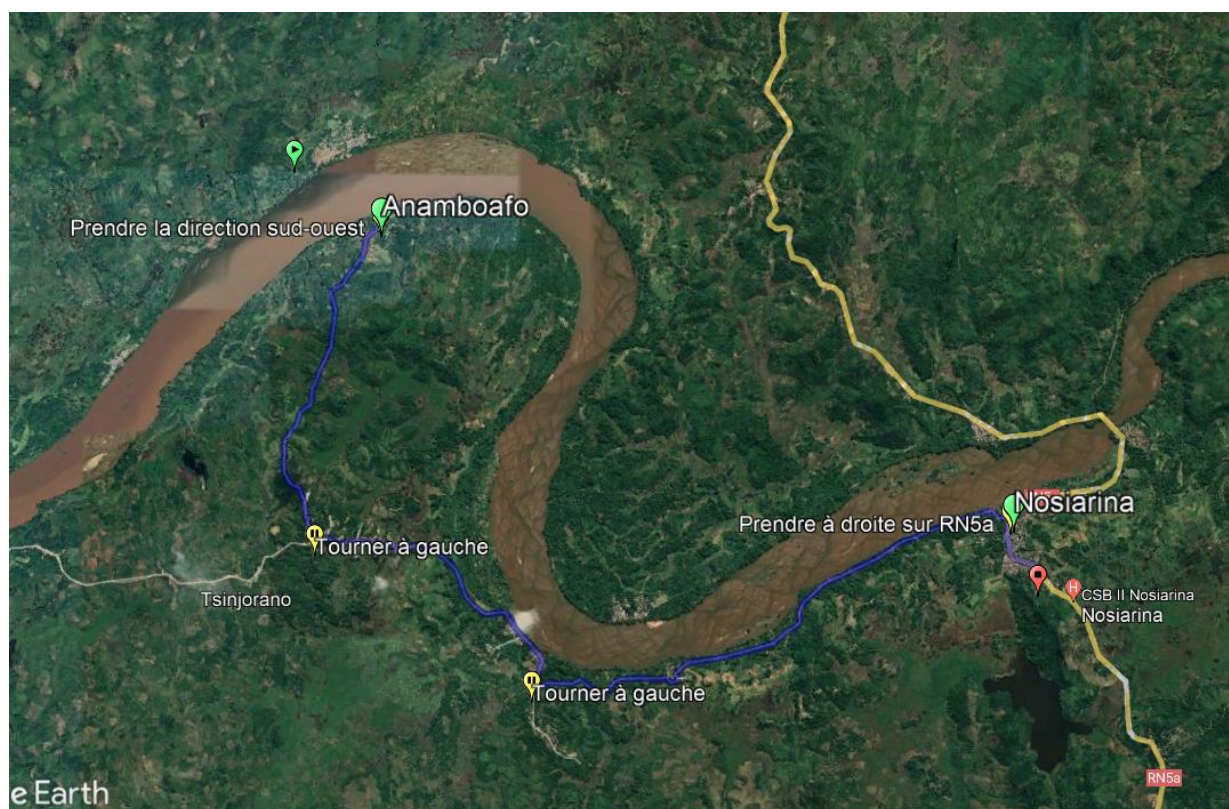 Anamboafo
Prendre la direction sud-ouest
Nosiarina
Prendre à droite sur RN5a
Tourner à gauche
CSB II Nosiarina
Nosiarina
Tsinjorano
Tourner à gauche
RN5a
e Earth